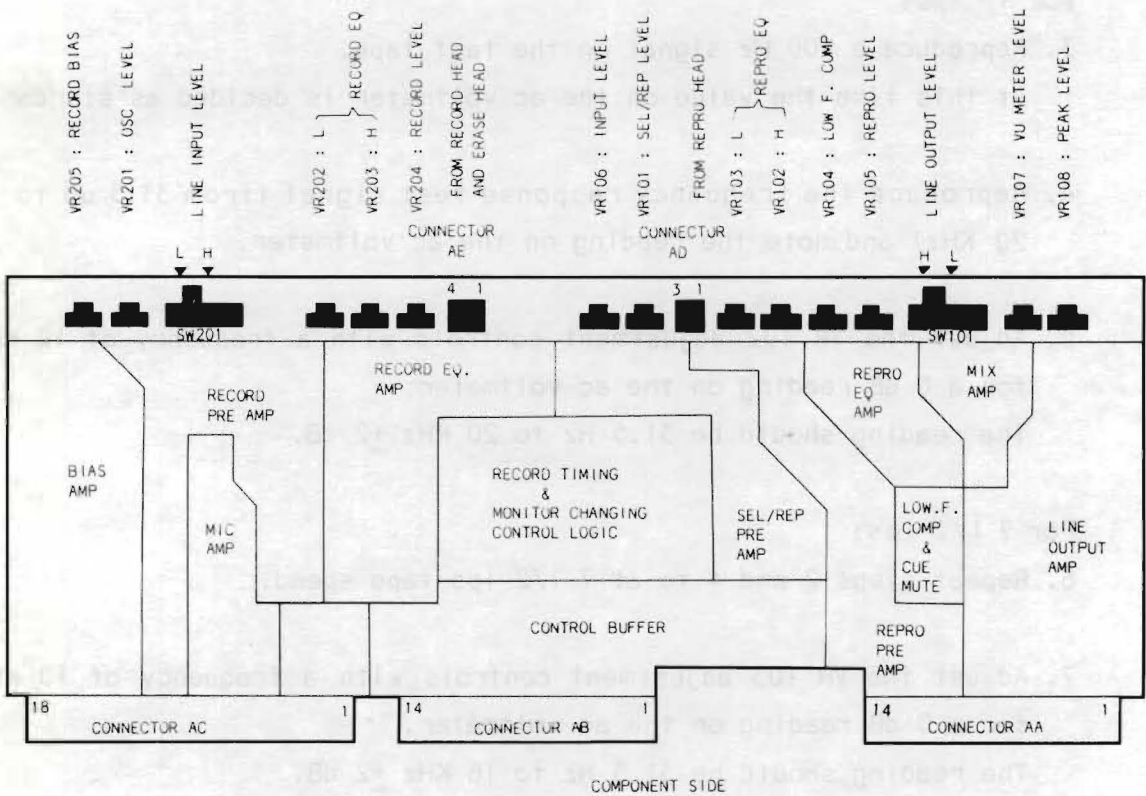 VR205 : RECORD BIAS
VR201 : OSC LEVEL
LINE INPUT LEVEL
L
H
VR202 : L
VR203 : H
RECORD EQ
VR204 : RECORD LEVEL
FROM RECORD HEAD
AND ERASE HEAD
CONNECTOR
AE
VR106 : INPUT LEVEL
VR101 : SEL/REP LEVEL
FROM REPRO HEAD
CONNECTOR
AD
VR103 : L
VR102 : H
REPRO EQ
VR104 : LOW F. COMP
VR105 : REPRO LEVEL
LINE OUTPUT LEVEL
H
L
VR107 : VU METER LEVEL
VR108 : PEAK LEVEL
4 1
3 1
SW201
SW101
BIAS
AMP
RECORD
PRE AMP
MIC
AMP
RECORD EQ.
AMP
RECORD TIMING
&
MONITOR CHANGING
CONTROL LOGIC
CONTROL BUFFER
SEL/REP
PRE
AMP
REPRO
EQ
AMP
MIX
AMP
LOW.F.
COMP
&
CUE
MUTE
LINE
OUTPUT
AMP
REPRO
PRE
AMP
18 CONNECTOR AC 1
14 CONNECTOR AB 1
14 CONNECTOR AA 1
COMPONENT SIDE